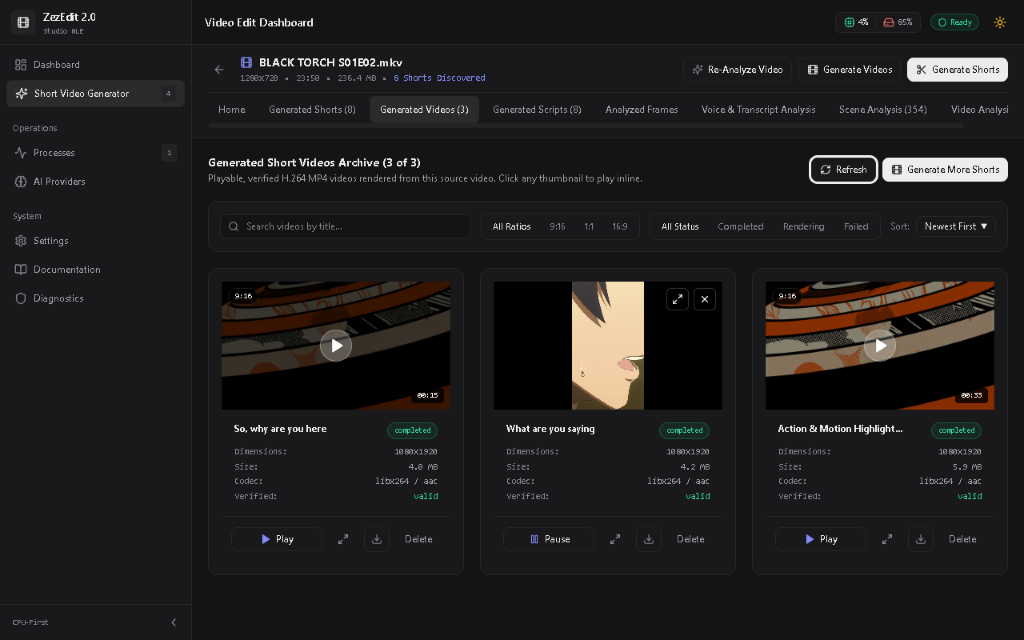 ZezEdit 2.0
Studio NLE
Video Edit Dashboard
4%
85%
Ready
Dashboard
Short Video Generator
4
Operations
Processes
1
AI Providers
System
Settings
Documentation
Diagnostics
CPU-First
BLACK TORCH S01E02.mkv
1280x720 • 23:50 • 236.4 MB • 8 Shorts Discovered
Re-Analyze Video
Generate Videos
Generate Shorts
Home
Generated Shorts (8)
Generated Videos (3)
Generated Scripts (8)
Analyzed Frames
Voice & Transcript Analysis
Scene Analysis (354)
Video Analysi
Generated Short Videos Archive (3 of 3)
Playable, verified H.264 MP4 videos rendered from this source video. Click any thumbnail to play inline.
Refresh
Generate More Shorts
Search videos by title...
All Ratios
9:16
1:1
16:9
All Status
Completed
Rendering
Failed
Sort:
Newest First ▼
9:16
00:15
So, why are you here
completed
Dimensions: 1080x1920
Size: 4.0 MB
Codec: libx264 / aac
Verified: valid
Play
Delete
What are you saying
completed
Dimensions: 1080x1920
Size: 4.2 MB
Codec: libx264 / aac
Verified: valid
Pause
Delete
9:16
00:33
Action & Motion Highlight...
completed
Dimensions: 1080x1920
Size: 5.9 MB
Codec: libx264 / aac
Verified: valid
Play
Delete